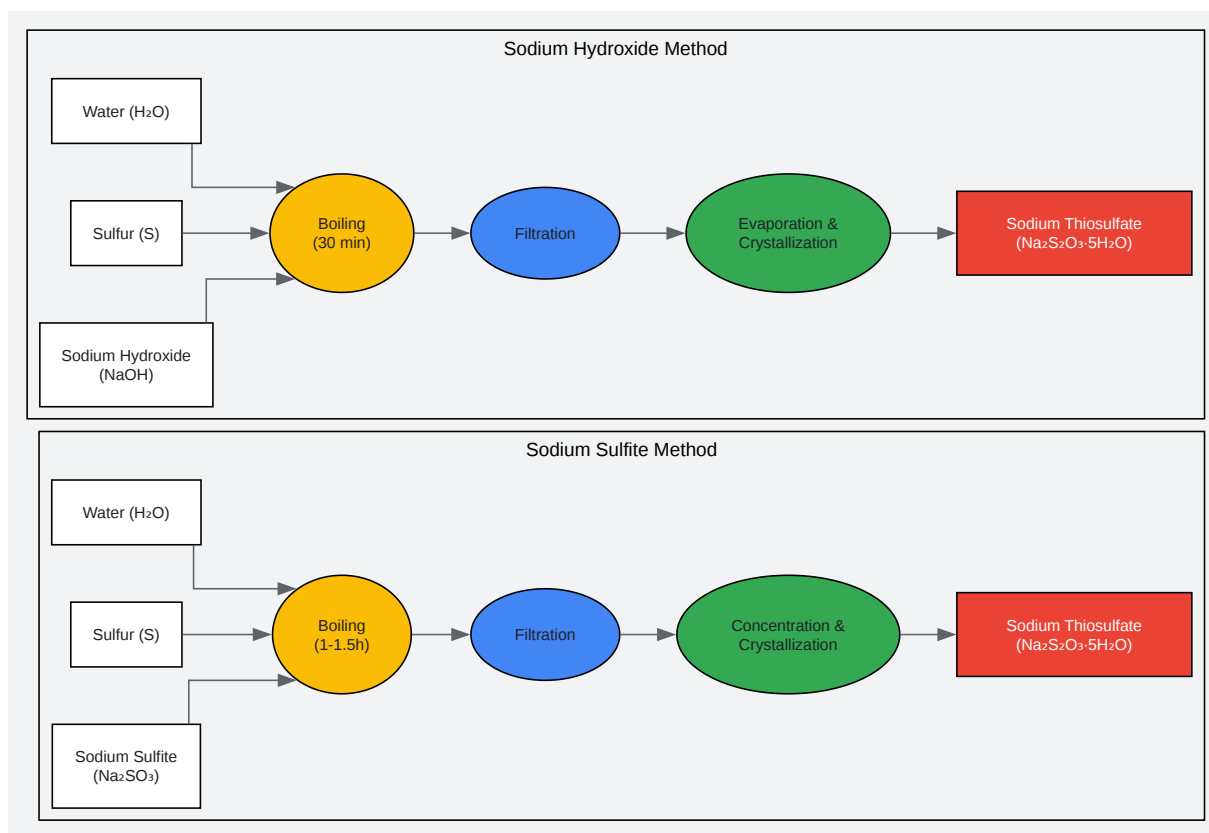 Sodium Hydroxide Method
Water (H₂O)
Sulfur (S)
Sodium Hydroxide
(NaOH)
Boiling
(30 min)
Filtration
Evaporation &
Crystallization
Sodium Thiosulfate
(Na₂S₂O₃·5H₂O)
Sodium Sulfite Method
Water (H₂O)
Sulfur (S)
Sodium Sulfite
(Na₂SO₃)
Boiling
(1-1.5h)
Filtration
Concentration &
Crystallization
Sodium Thiosulfate
(Na₂S₂O₃·5H₂O)